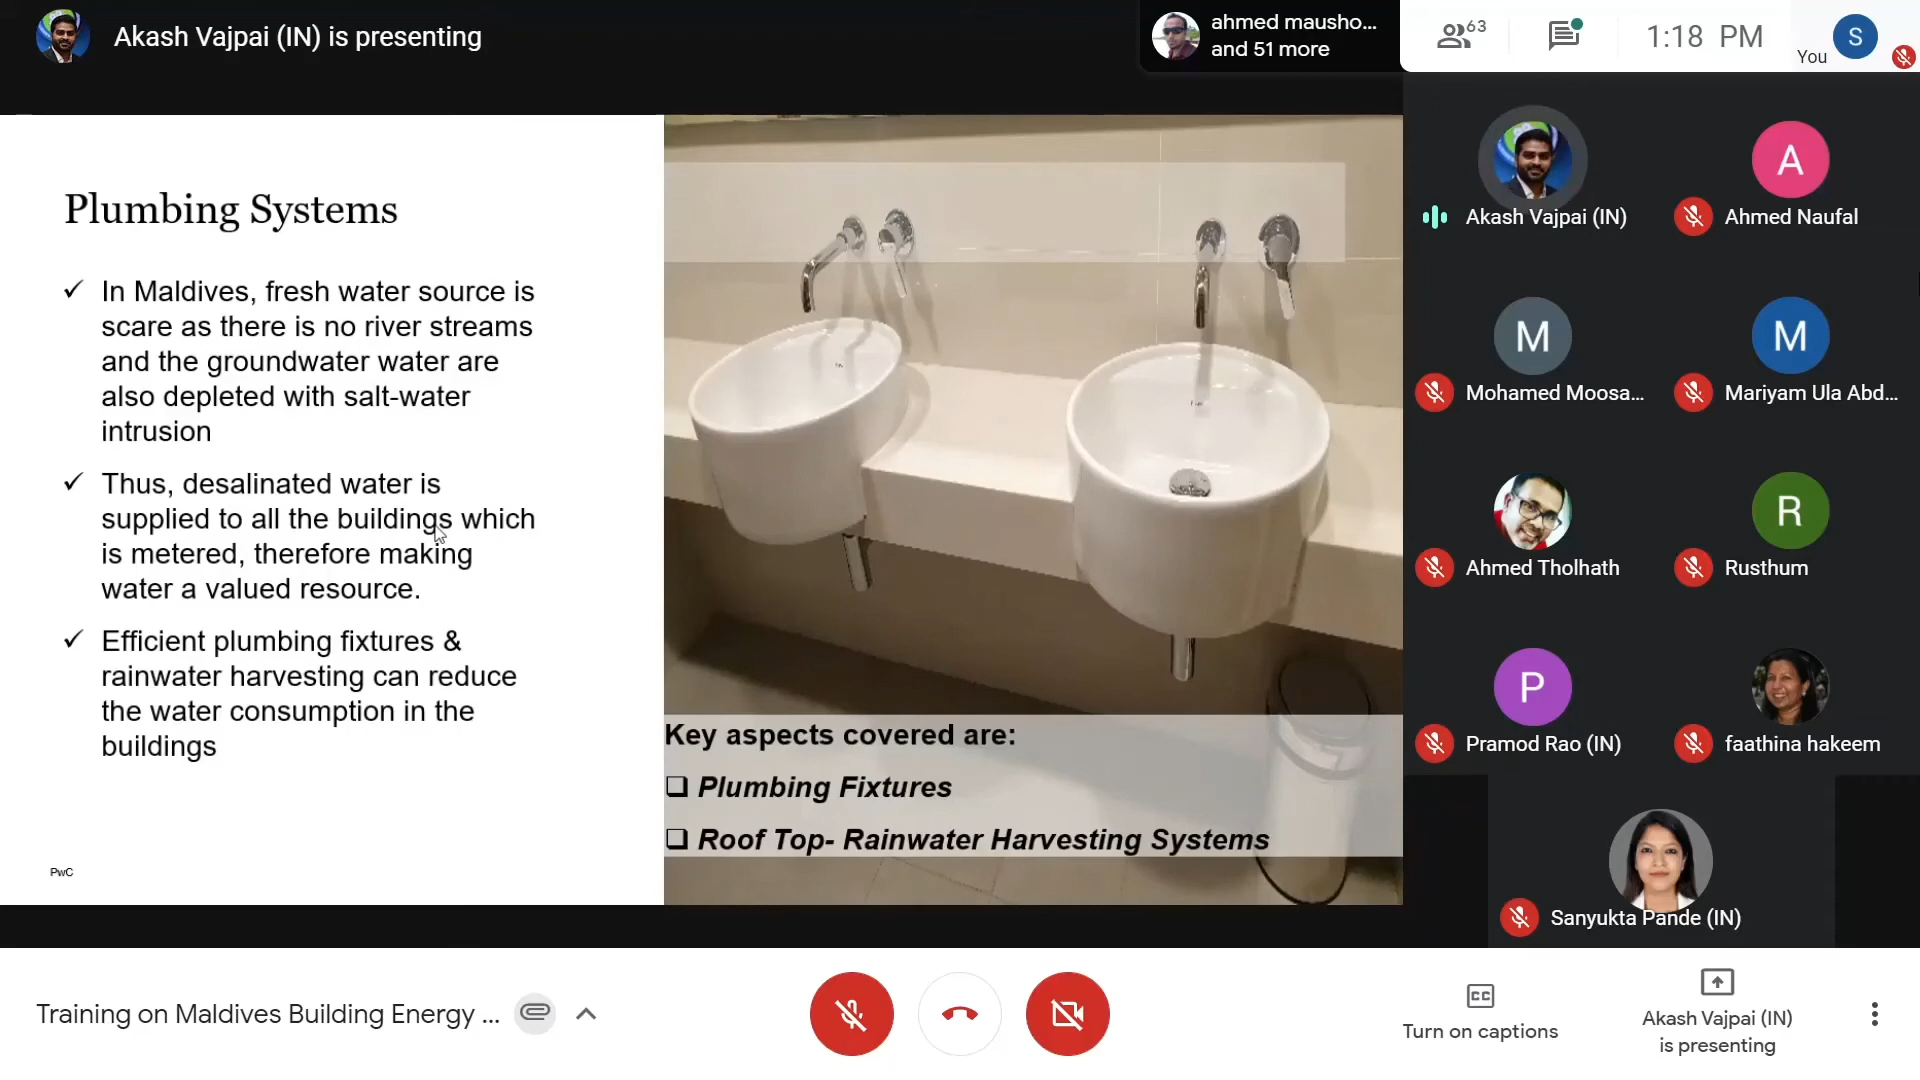 Akash Vajpai (IN) is presenting
ahmed mausho...
and 51 more
63
1:18 PM
You
S
Plumbing Systems
✓ In Maldives, fresh water source is
scare as there is no river streams
and the groundwater water are
also depleted with salt-water
intrusion
✓ Thus, desalinated water is
supplied to all the buildings which
is metered, therefore making
water a valued resource.
✓ Efficient plumbing fixtures &
rainwater harvesting can reduce
the water consumption in the
buildings
PwC
Key aspects covered are:
❑ Plumbing Fixtures
❑ Roof Top- Rainwater Harvesting Systems
Akash Vajpai (IN)
A
Ahmed Naufal
M
Mohamed Moosa...
M
Mariyam Ula Abd...
Ahmed Tholhath
R
Rusthum
P
Pramod Rao (IN)
faathina hakeem
Sanyukta Pande (IN)
Training on Maldives Building Energy ...
CC
Turn on captions
Akash Vajpai (IN)
is presenting